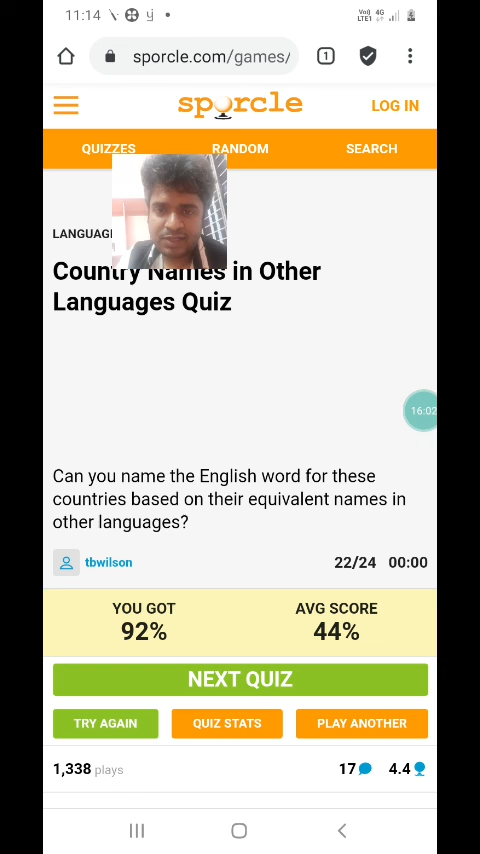 11:14
VoLTE1 4G
sporcle.com/games/
1
sporcle
LOG IN
QUIZZES
RANDOM
SEARCH
Country Names in Other
Languages Quiz
16:02
Can you name the English word for these
countries based on their equivalent names in
other languages?
tbwilson
22/24 00:00
YOU GOT
AVG SCORE
92%
44%
NEXT QUIZ
TRY AGAIN
QUIZ STATS
PLAY ANOTHER
1,338 plays
17
4.4